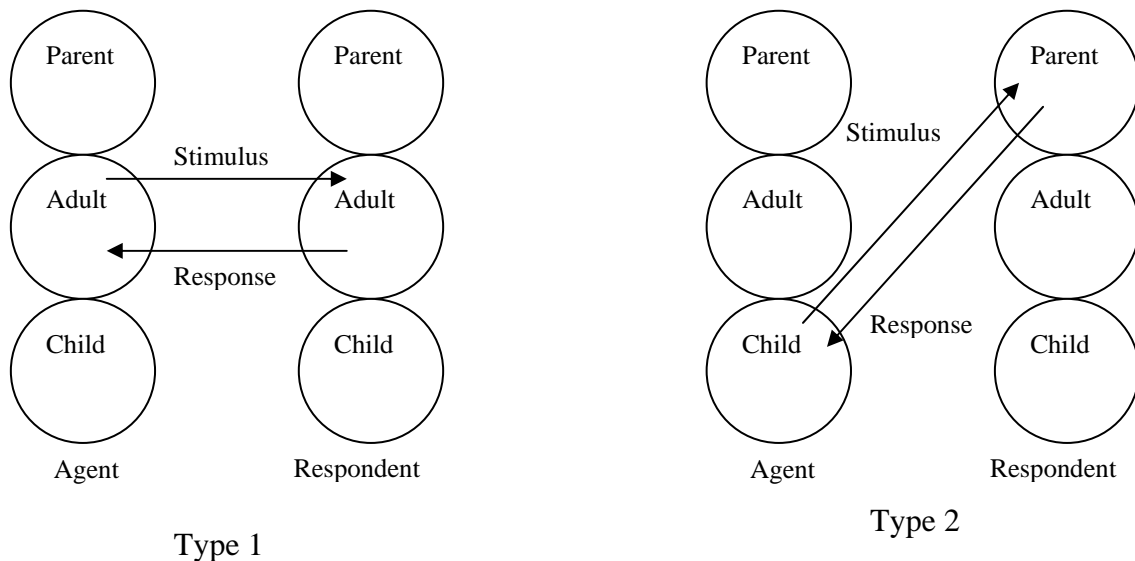 Parent
Parent
Stimulus
Adult
Adult
Response
Child
Child
Agent
Respondent
Type 1
Parent
Parent
Stimulus
Adult
Adult
Response
Child
Child
Agent
Respondent
Type 2